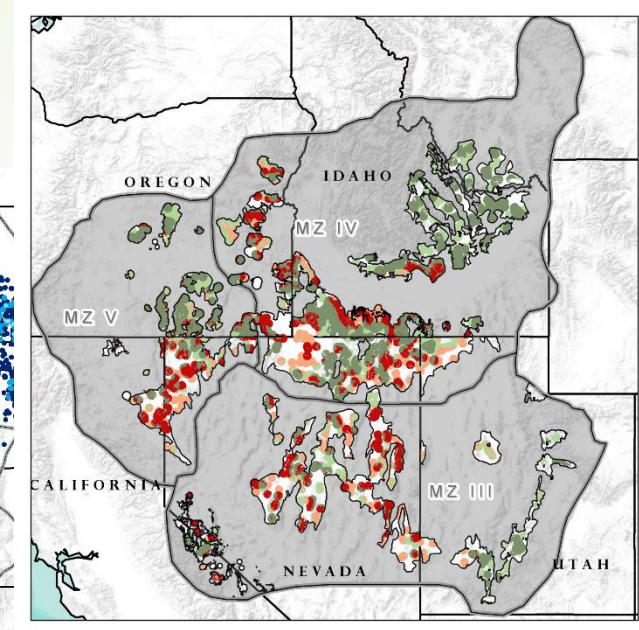 OREGON
IDAHO
MZ IV
MZ V
CALIFORNIA
MZ III
NEVADA
UTAH